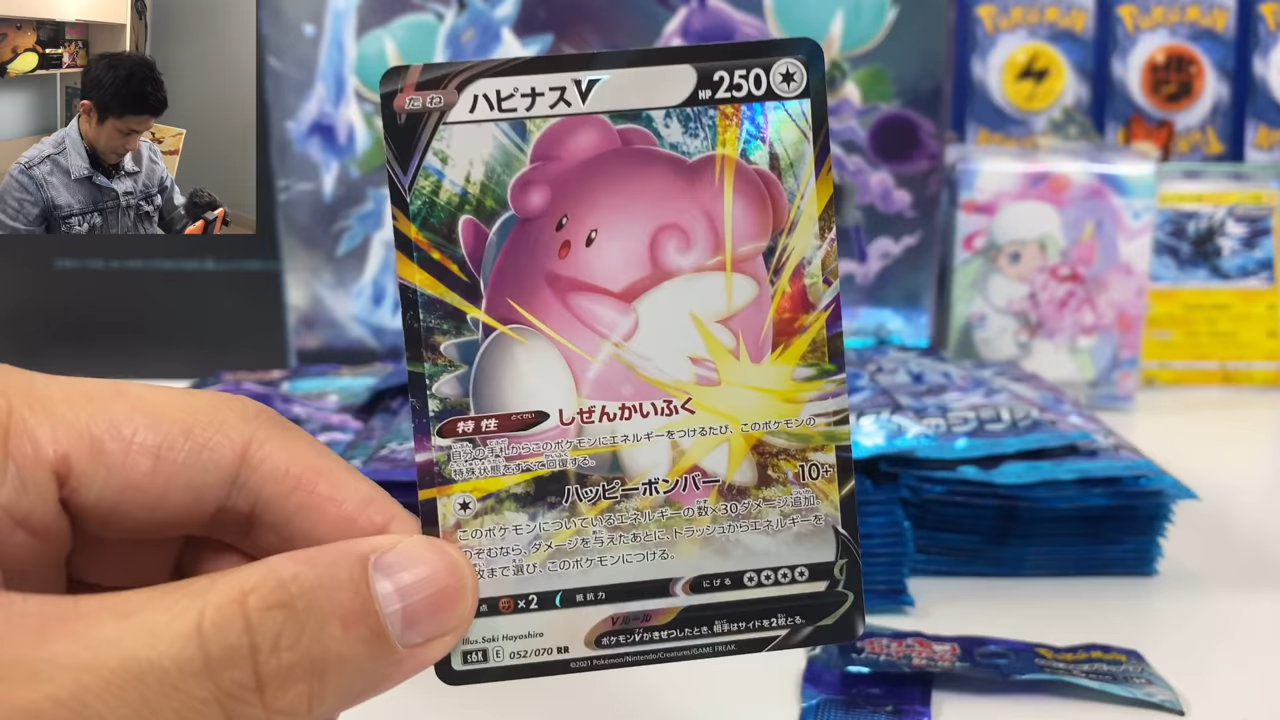 たね
ハピナスV
HP 250
特性
とくせい
しぜんかいふく
自分の手札からこのポケモンにエネルギーをつけるたび、このポケモンの
特殊状態をすべて回復する。
ハッピーボンバー 10+
このポケモンについているエネルギーの数×30ダメージ追加。
のぞむなら、ダメージを与えたあとに、トラッシュからエネルギーを
枚まで選び、このポケモンにつける。
点 ×2 抵抗力 にげる
Vルール
ポケモンVがきぜつしたとき、相手はサイドを2枚とる。
Illus.Saki Hayashiro
s6K E 052/070 RR
©2021 Pokémon/Nintendo/Creatures/GAME FREAK.
Pokémon
Pokémon
Pokémon